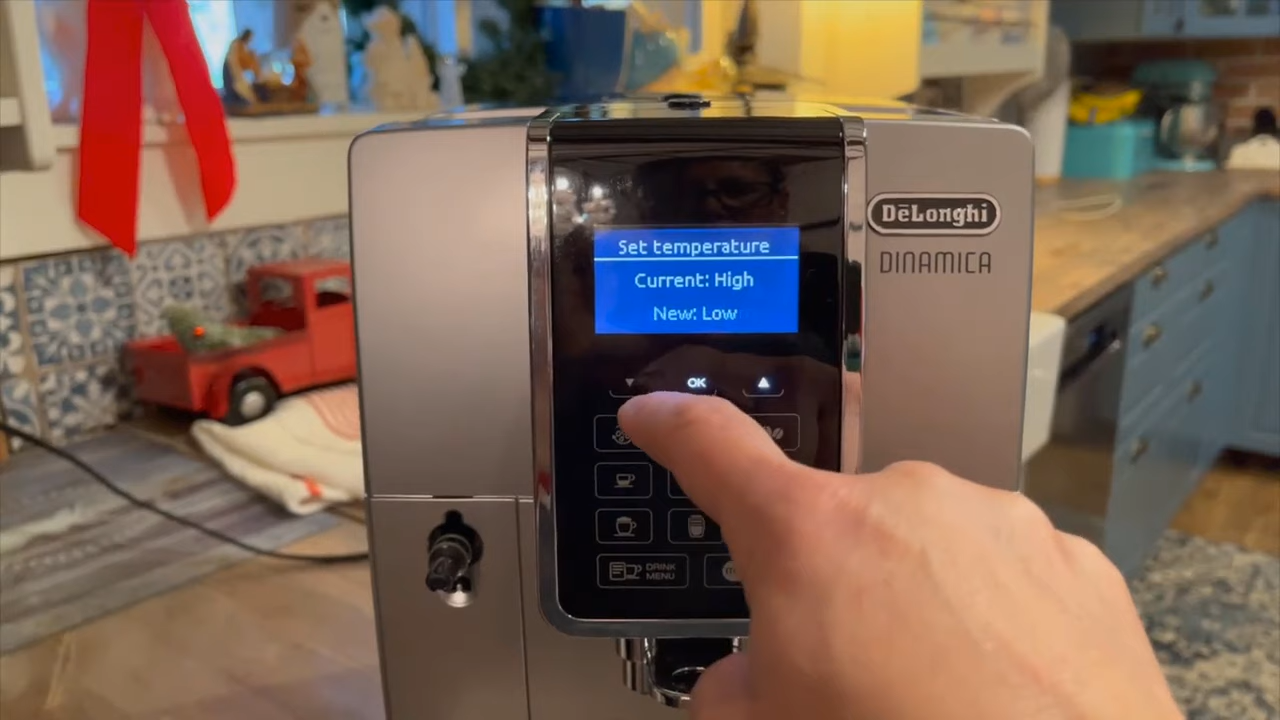 DēLonghi
DINAMICA
Set temperature
Current: High
New: Low
OK
DRINK
MENU